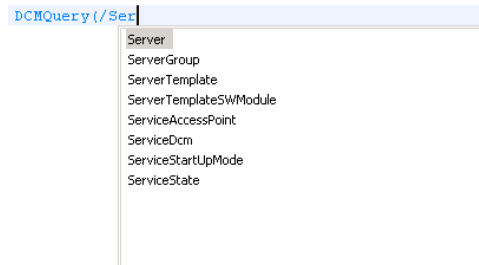 DCMQuery(/Ser
Server
ServerGroup
ServerTemplate
ServerTemplateSWModule
ServiceAccessPoint
ServiceDcm
ServiceStartUpMode
ServiceState